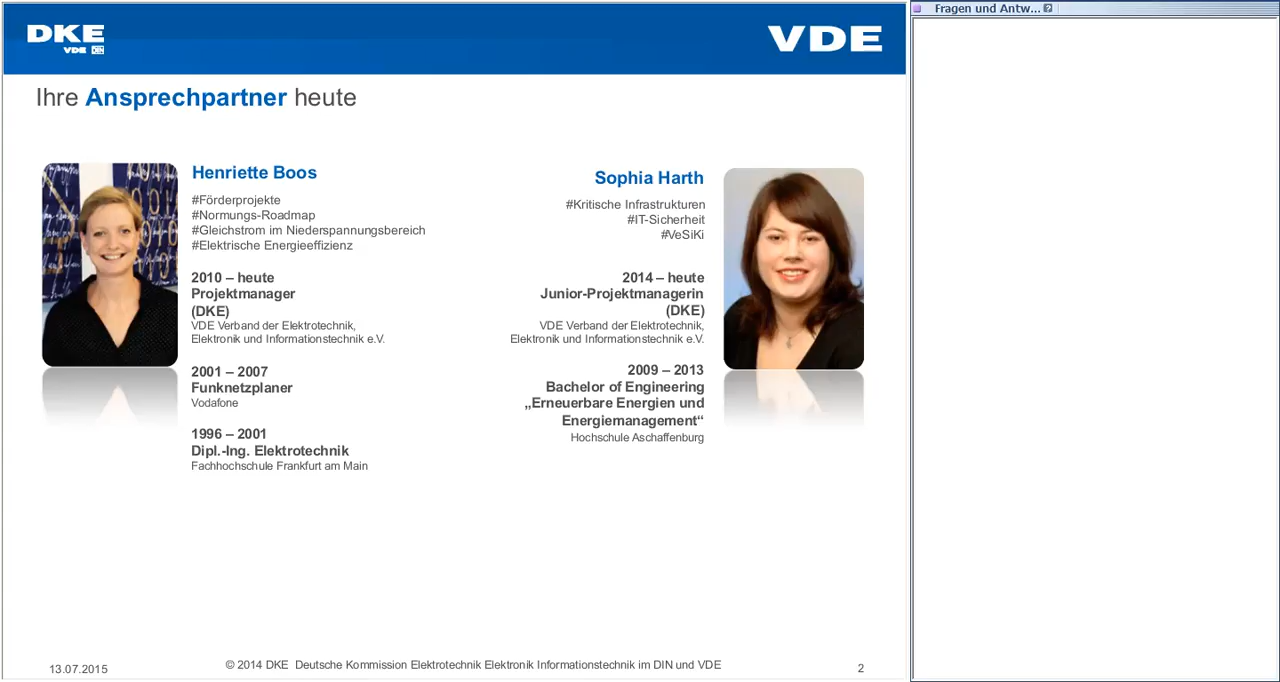 Fragen und Antw...
DKE
VDE DIN
VDE
Ihre Ansprechpartner heute
Henriette Boos
#Förderprojekte
#Normungs-Roadmap
#Gleichstrom im Niederspannungsbereich
#Elektrische Energieeffizienz
2010 – heute
Projektmanager
(DKE)
VDE Verband der Elektrotechnik,
Elektronik und Informationstechnik e.V.
2001 – 2007
Funknetzplaner
Vodafone
1996 – 2001
Dipl.-Ing. Elektrotechnik
Fachhochschule Frankfurt am Main
Sophia Harth
#Kritische Infrastrukturen
#IT-Sicherheit
#VeSiKi
2014 – heute
Junior-Projektmanagerin
(DKE)
VDE Verband der Elektrotechnik,
Elektronik und Informationstechnik e.V.
2009 – 2013
Bachelor of Engineering
„Erneuerbare Energien und
Energiemanagement“
Hochschule Aschaffenburg
13.07.2015
© 2014 DKE Deutsche Kommission Elektrotechnik Elektronik Informationstechnik im DIN und VDE
2